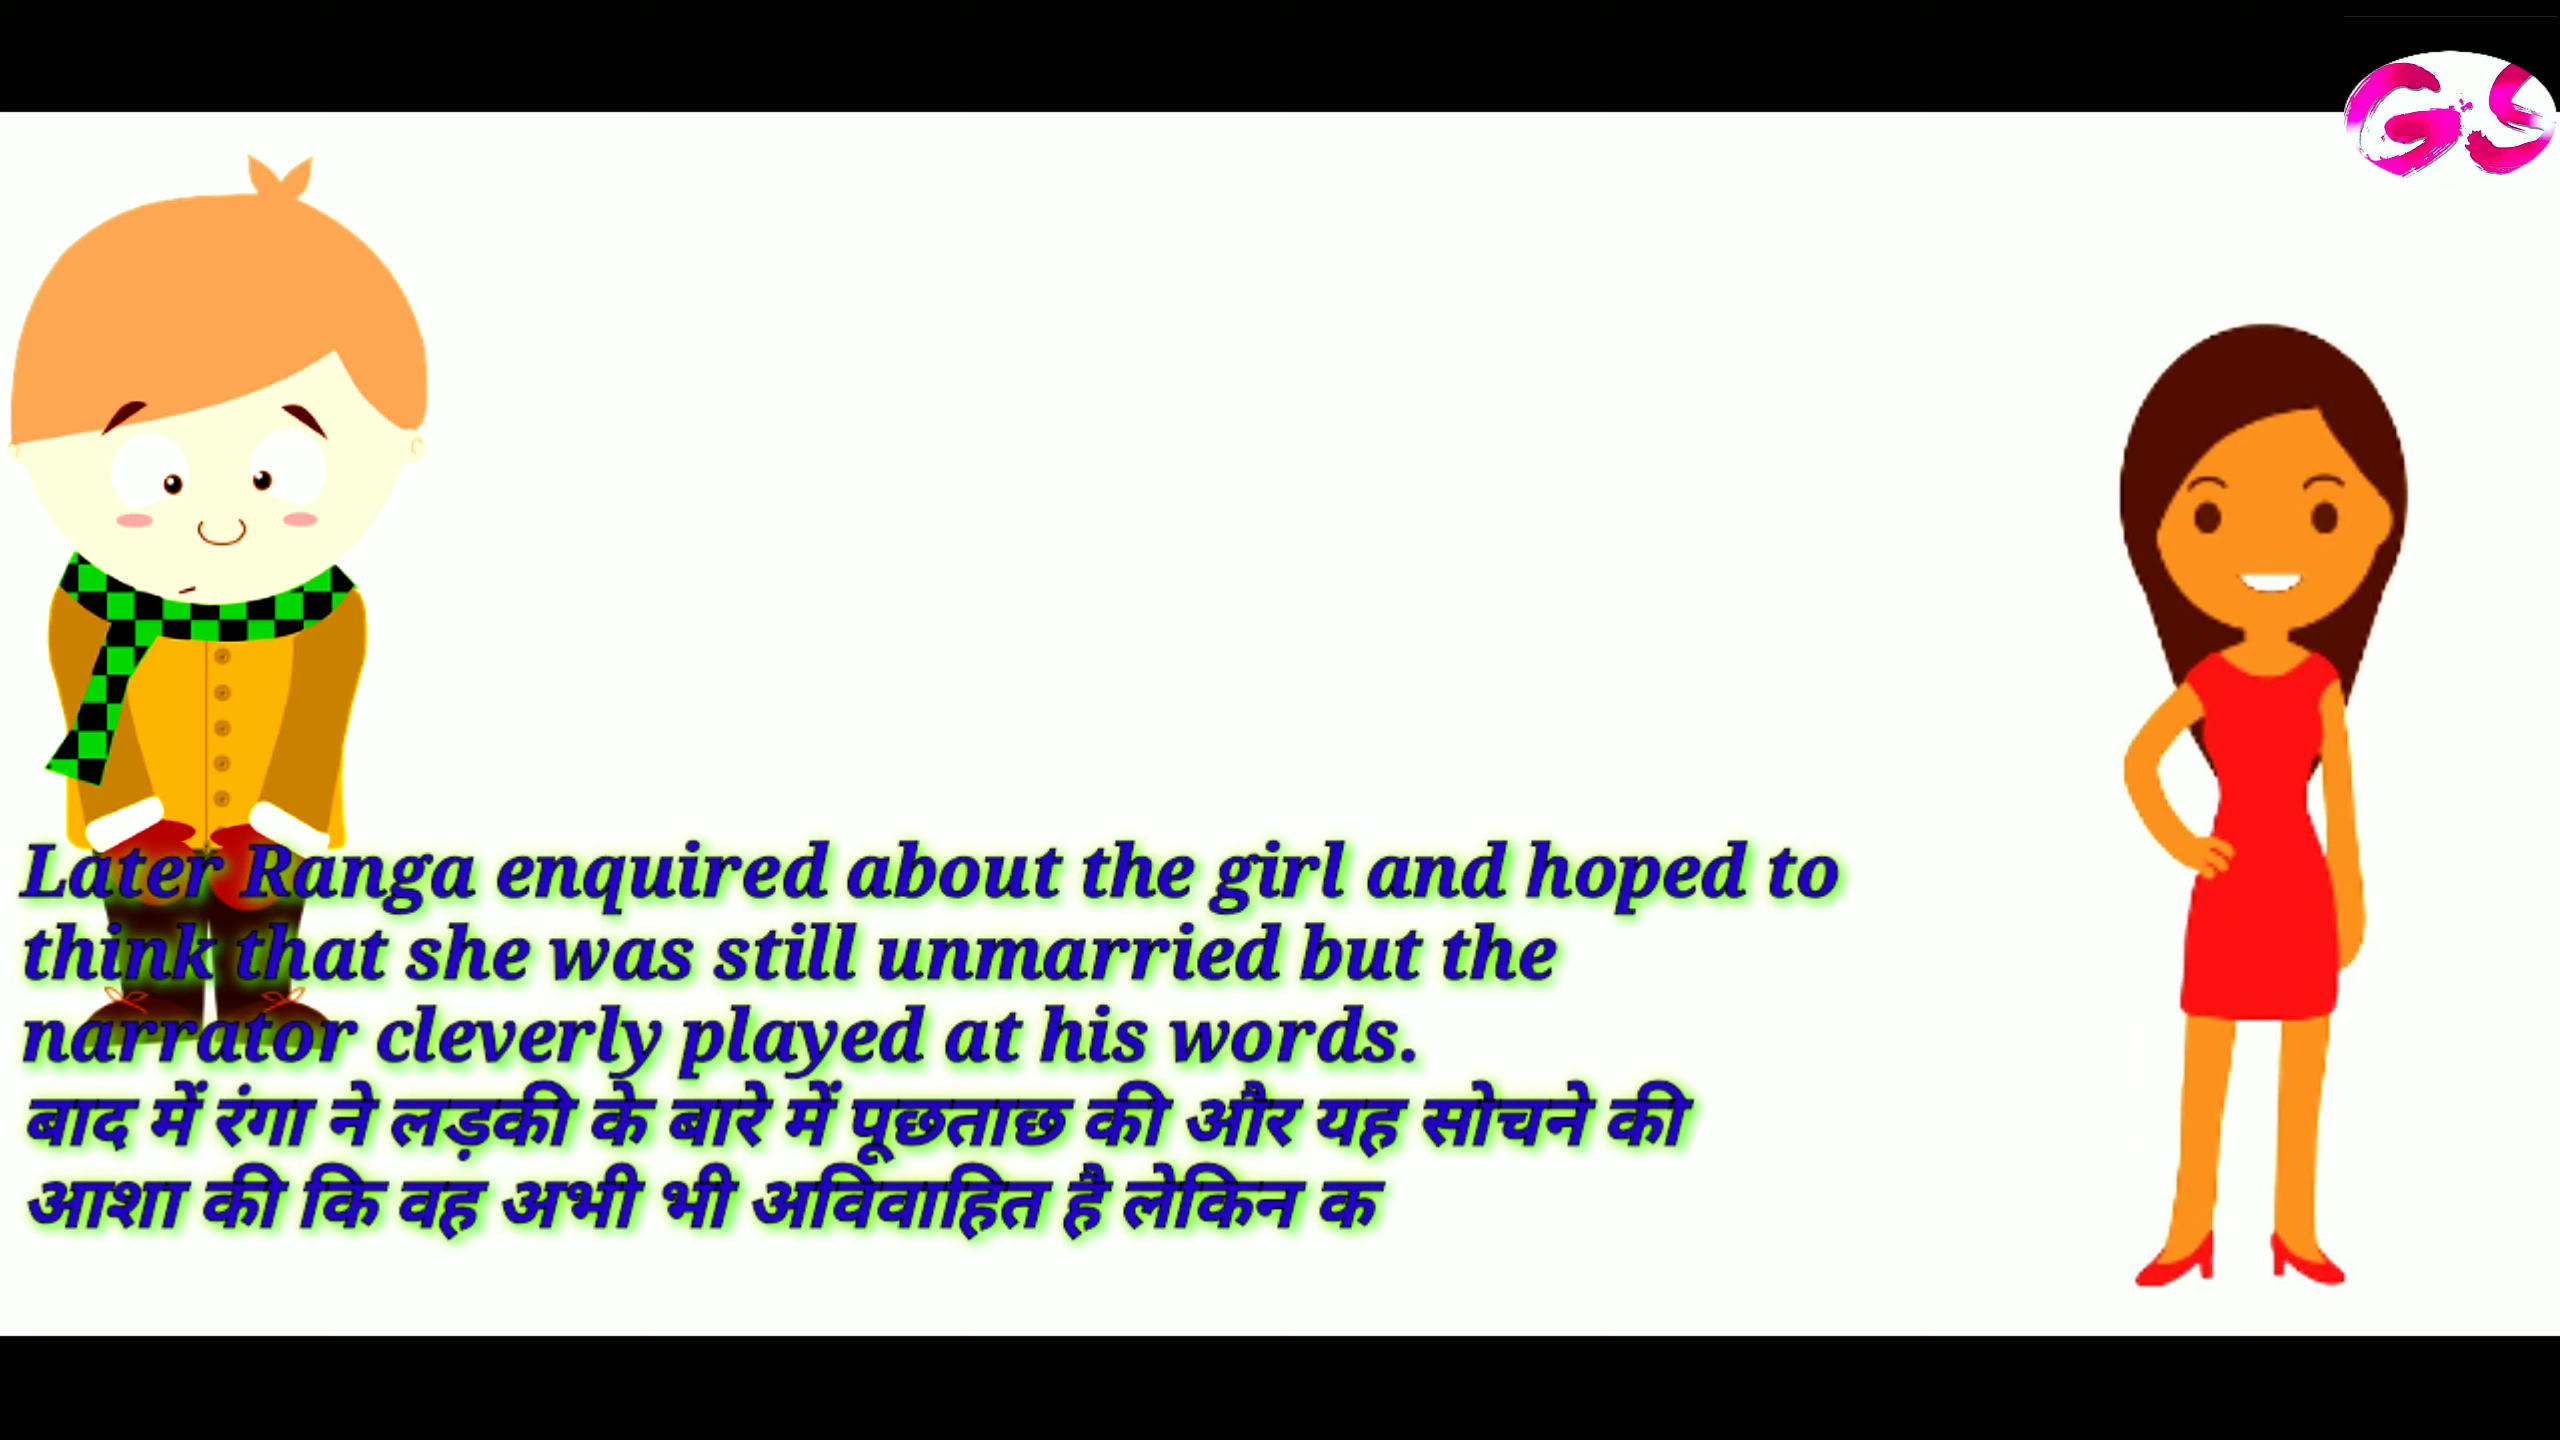 GS
Later Ranga enquired about the girl and hoped to
think that she was still unmarried but the
narrator cleverly played at his words.
बाद में रंगा ने लड़की के बारे में पूछताछ की और यह सोचने की
आशा की कि वह अभी भी अविवाहित है लेकिन क